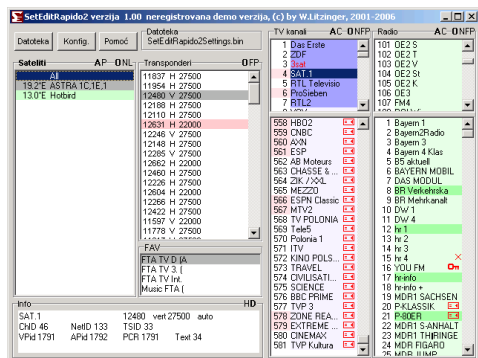 SetEditRapido2 verzija 1.00 neregistrovana demo verzija, (c) by W.Litzinger, 2001-2006
Datoteka
Konfig.
Pomoć
Datoteka
SetEditRapido2Settings.bin
Sateliti AP ONL
All
19.2°E ASTRA 1C,1E,1
13.0°E Hotbird
Transponderi OFP
11837 H 27500
11954 H 27500
12480 V 27500
12188 H 27500
12110 H 27500
12631 H 22000
12246 V 27500
12148 H 27500
12285 V 27500
12662 H 22000
12460 H 27500
12226 H 27500
12604 H 22000
12266 H 27500
12422 H 27500
11597 V 22000
11778 V 27500
FAV
FTA TV D (A
FTA TV 3. (
FTA TV Int.
Music FTA (
Info HD
SAT.1 12480 vert 27500 auto
ChID 46 NetID 133 TSID 33
VPid 1791 APid 1792 PCR 1791 Text 34
TV kanali AC ONFP
1 Das Erste
2 ZDF
3 3sat
4 SAT.1
5 RTL Televisio
6 ProSieben
7 RTL2
558 HBO2
559 CNBC
560 AXN
561 ESP
562 AB Moteurs
563 CHASSE & ...
564 ZIK / XXL
565 MEZZO
566 ESPN Classic
567 MTV2
568 TV POLONIA
569 Tele5
570 Polonia 1
571 ITV
572 KINO POLS...
573 TRAVEL
574 CIVILISATI...
575 SCIENCE
576 BBC PRIME
577 TVP 3
578 ZONE REA...
579 EXTREME ...
580 CINEMAX
581 TVP Kultura
Radio AC ONFP
101 OE2 S
102 OE2 T
103 OE2 V
104 OE2 St
105 OE2 K
106 OE3
107 FM4
1 Bayern 1
2 Bayern2Radio
3 Bayern 3
4 Bayern 4 Klas
5 B5 aktuell
6 BAYERN MOBIL
7 DAS MODUL
8 BR Verkehrska
9 BR Mehrkanalt
10 DW 1
11 DW 4
12 hr 1
13 hr 2
14 hr 3
15 hr 4
16 YOU FM
17 hr-info
18 hr-info +
19 MDR1 SACHSEN
20 P-KLASSIK
21 P-80ER
22 MDR1 S-ANHALT
23 MDR1 THÜRINGE
24 MDR FIGARO
25 MDR JUMP